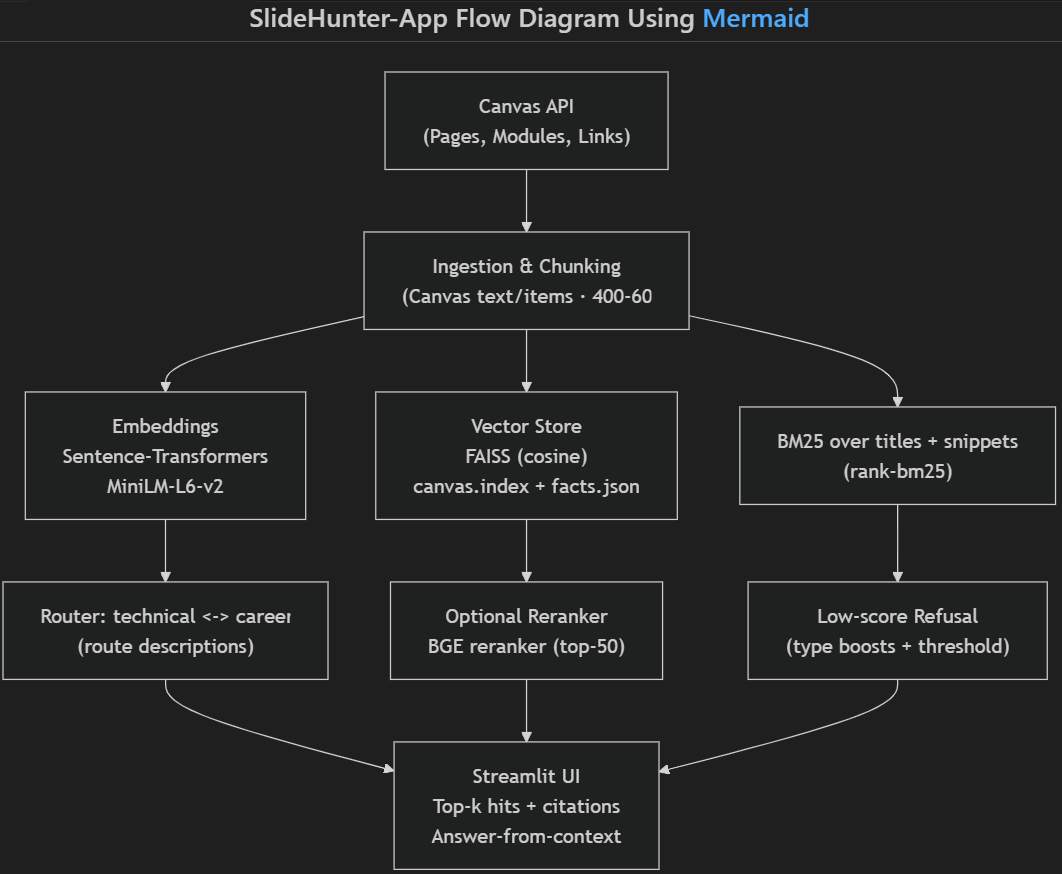 SlideHunter-App Flow Diagram Using Mermaid
Canvas API
(Pages, Modules, Links)
Ingestion & Chunking
(Canvas text/items · 400-60
Embeddings
Sentence-Transformers
MiniLM-L6-v2
Vector Store
FAISS (cosine)
canvas.index + facts.json
BM25 over titles + snippets
(rank-bm25)
Router: technical <-> career
(route descriptions)
Optional Reranker
BGE reranker (top-50)
Low-score Refusal
(type boosts + threshold)
Streamlit UI
Top-k hits + citations
Answer-from-context